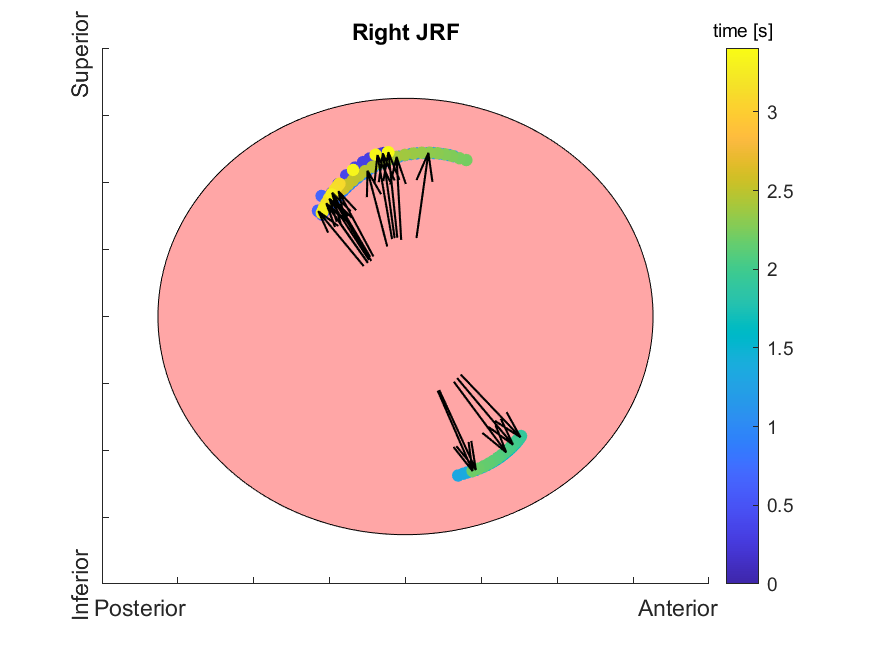 Right JRF
time [s]
Superior
Inferior
Posterior
Anterior
3
2.5
2
1.5
1
0.5
0